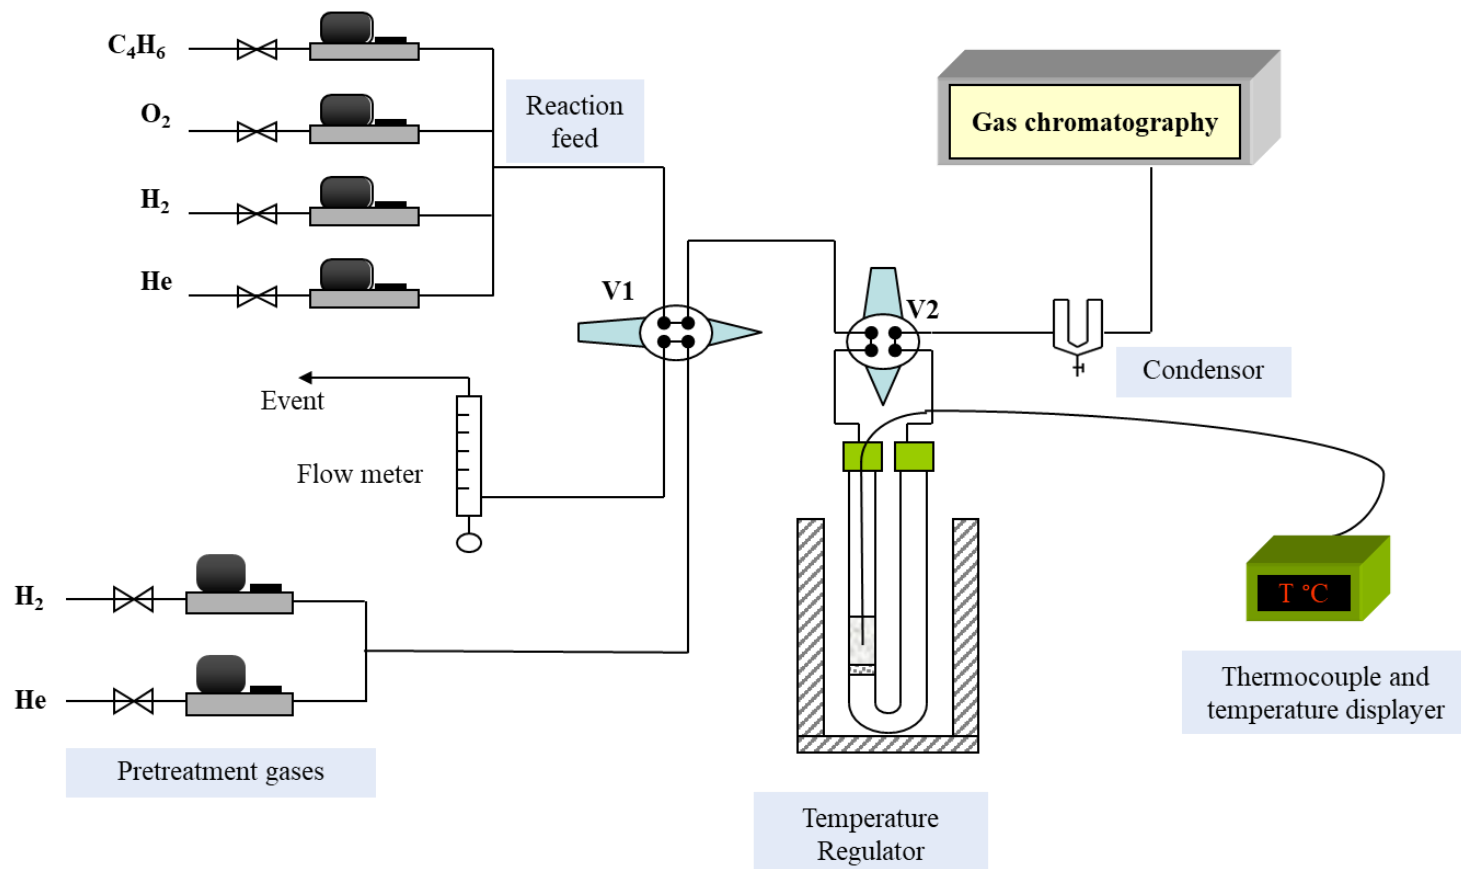 C₄H₆
O₂
H₂
He
Reaction
feed
Gas chromatography
V1
V2
Condensor
Event
Flow meter
H₂
He
Pretreatment gases
T °C
Thermocouple and
temperature displayer
Temperature
Regulator